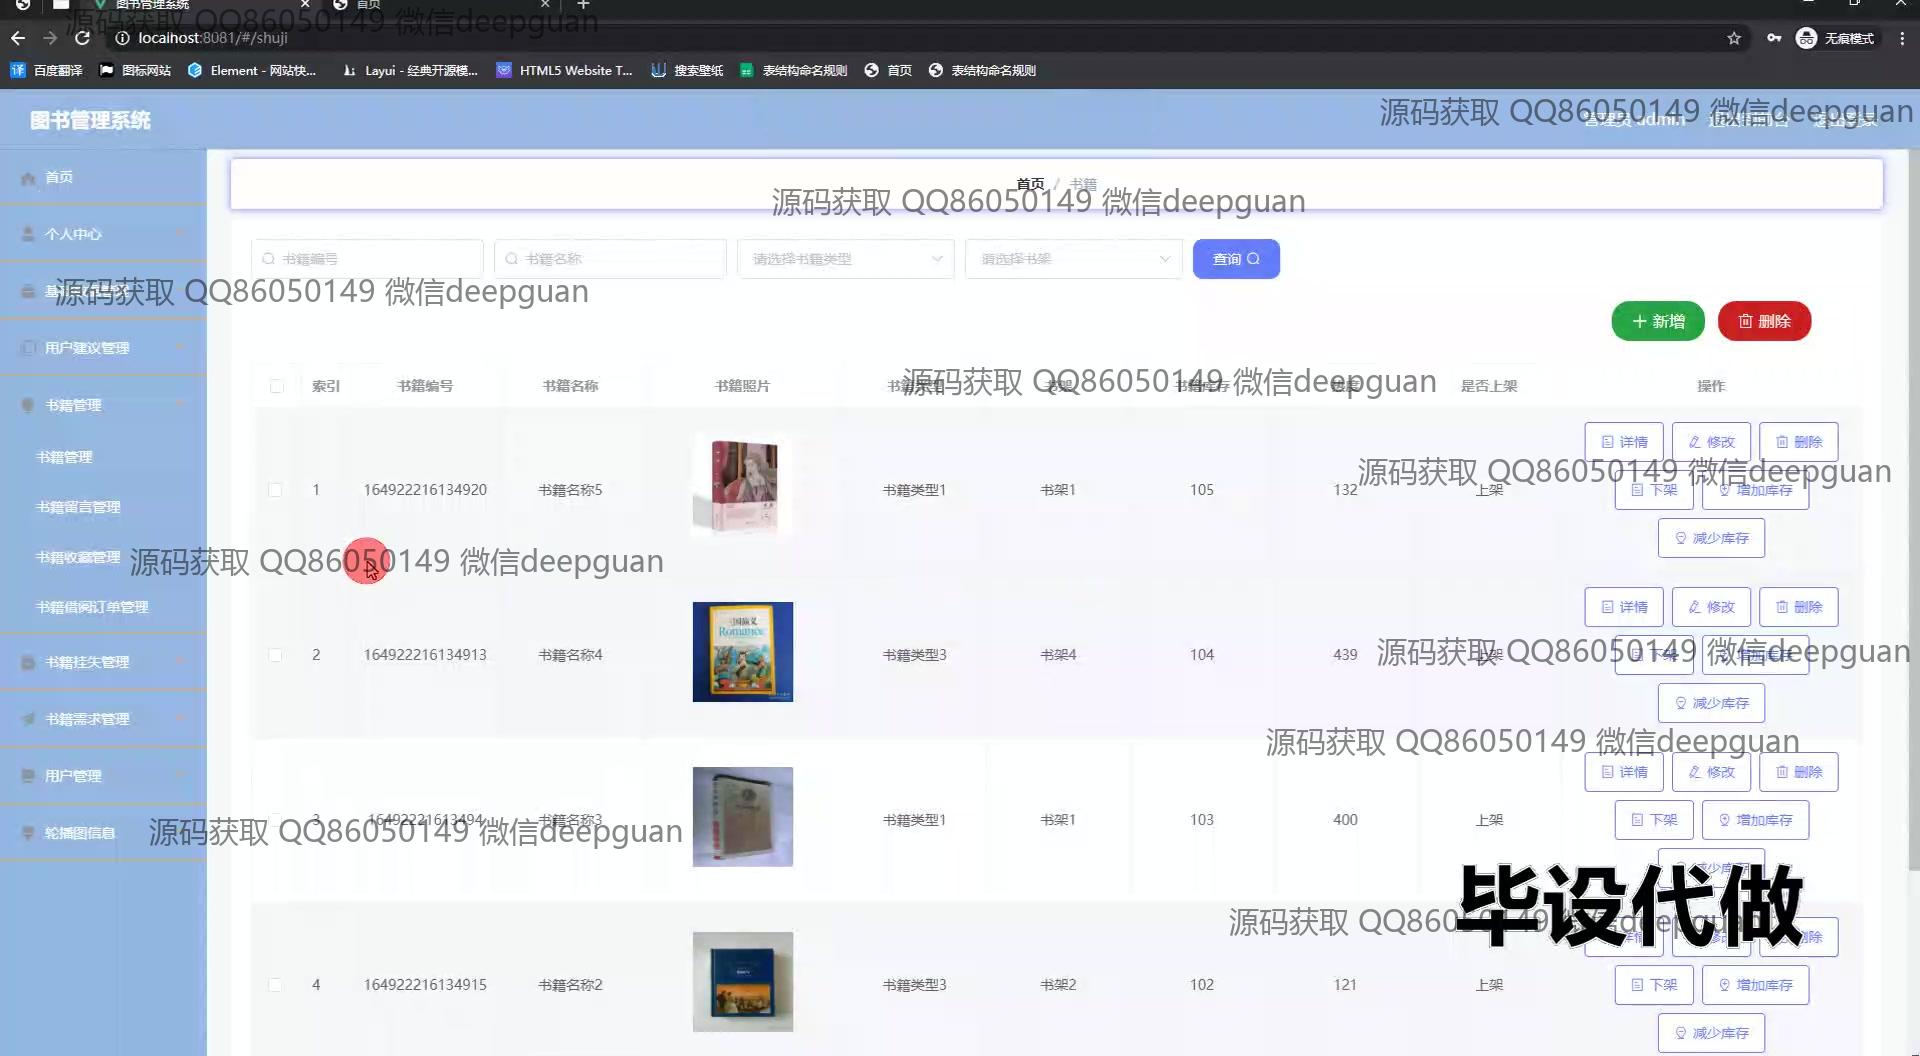 图书管理系统
首页
源码获取 QQ86050149 微信deepguan
localhost:8081/#/shuji
无痕模式
百度翻译
图标网站
Element - 网站快...
Layui - 经典开源模...
HTML5 Website T...
搜索壁纸
表结构命名规则
首页
表结构命名规则
图书管理系统
源码获取 QQ86050149 微信deepguan
首页
首页 / 书籍
源码获取 QQ86050149 微信deepguan
个人中心
书籍编号
书籍名称
请选择书籍类型
请选择书架
查询
源码获取 QQ86050149 微信deepguan
新增
删除
用户建议管理
索引 书籍编号 书籍名称 书籍照片 是否上架 操作
源码获取 QQ86050149 微信deepguan
书籍管理
书籍管理
书籍留言管理
书籍收藏管理
书籍借阅订单管理
书籍挂失管理
书籍需求管理
用户管理
轮播图信息
详情 修改 删除
源码获取 QQ86050149 微信deepguan
1 164922216134920 书籍名称5 书籍类型1 书架1 105 132 上架
下架 增加库存
减少库存
源码获取 QQ86050149 微信deepguan
详情 修改 删除
2 164922216134913 书籍名称4 书籍类型3 书架4 104 439
源码获取 QQ86050149 微信deepguan
三国演义
Romance
减少库存
源码获取 QQ86050149 微信deepguan
详情 修改 删除
3 书籍名称3 书籍类型1 书架1 103 400 上架
下架 增加库存
源码获取 QQ86050149 微信deepguan
毕设代做
源码获取 QQ86050149 微信deepguan
4 164922216134915 书籍名称2 书籍类型3 书架2 102 121 上架
下架 增加库存
减少库存